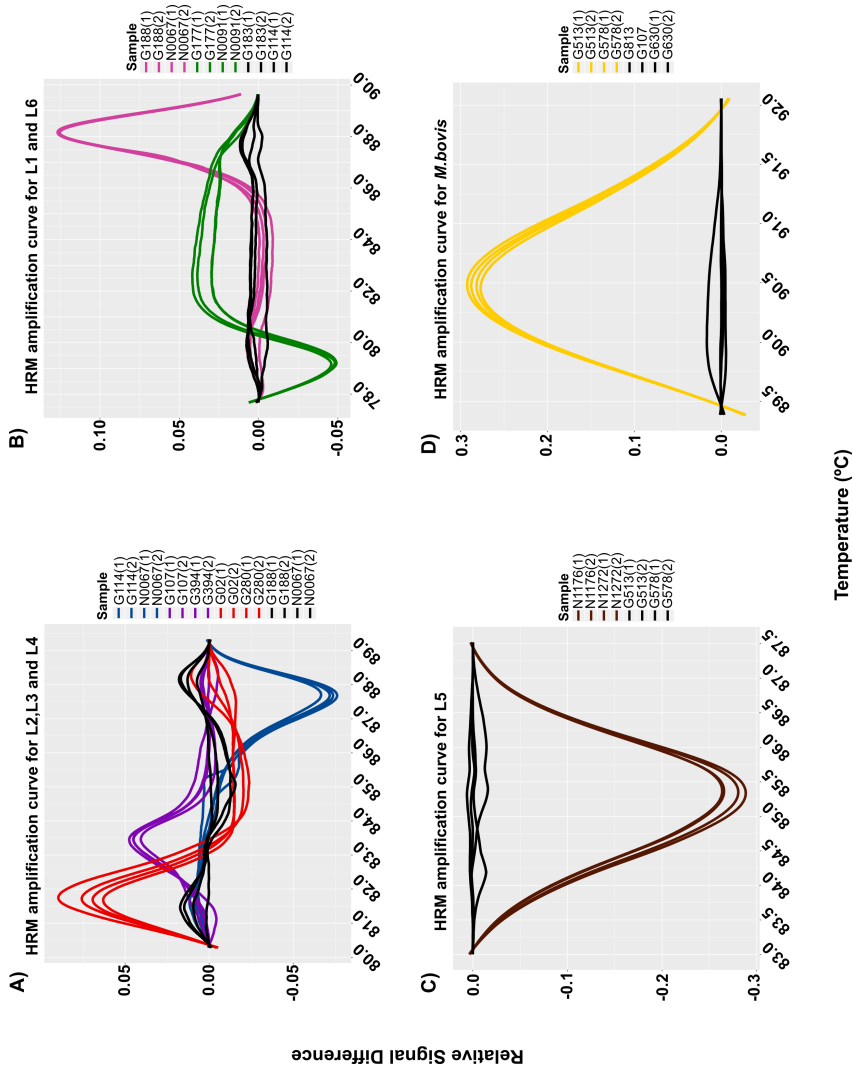 A)
HRM amplification curve for L2,L3 and L4
0.05
0.00
-0.05
80.0
81.0
82.0
83.0
84.0
85.0
86.0
87.0
88.0
89.0
Sample
G114(1)
G114(2)
N0067(1)
N0067(2)
G107(1)
G107(2)
G394(1)
G394(2)
G02(1)
G02(2)
G280(1)
G280(2)
G188(1)
G188(2)
N0067(1)
N0067(2)
B)
HRM amplification curve for L1 and L6
0.10
0.05
0.00
-0.05
78.0
80.0
82.0
84.0
86.0
88.0
90.0
Sample
G188(1)
G188(2)
N0067(1)
N0067(2)
G177(1)
G177(2)
N0091(1)
N0091(2)
G183(1)
G183(2)
G114(1)
G114(2)
C)
HRM amplification curve for L5
0.0
-0.1
-0.2
-0.3
83.0
83.5
84.0
84.5
85.0
85.5
86.0
86.5
87.0
87.5
Sample
N1176(1)
N1176(2)
N1272(1)
N1272(2)
G513(1)
G513(2)
G578(1)
G578(2)
D)
HRM amplification curve for M.bovis
0.3
0.2
0.1
0.0
89.5
90.0
90.5
91.0
91.5
92.0
Sample
G513(1)
G513(2)
G578(1)
G578(2)
G813
G107
G630(1)
G630(2)
Relative Signal Difference
Temperature (ºC)